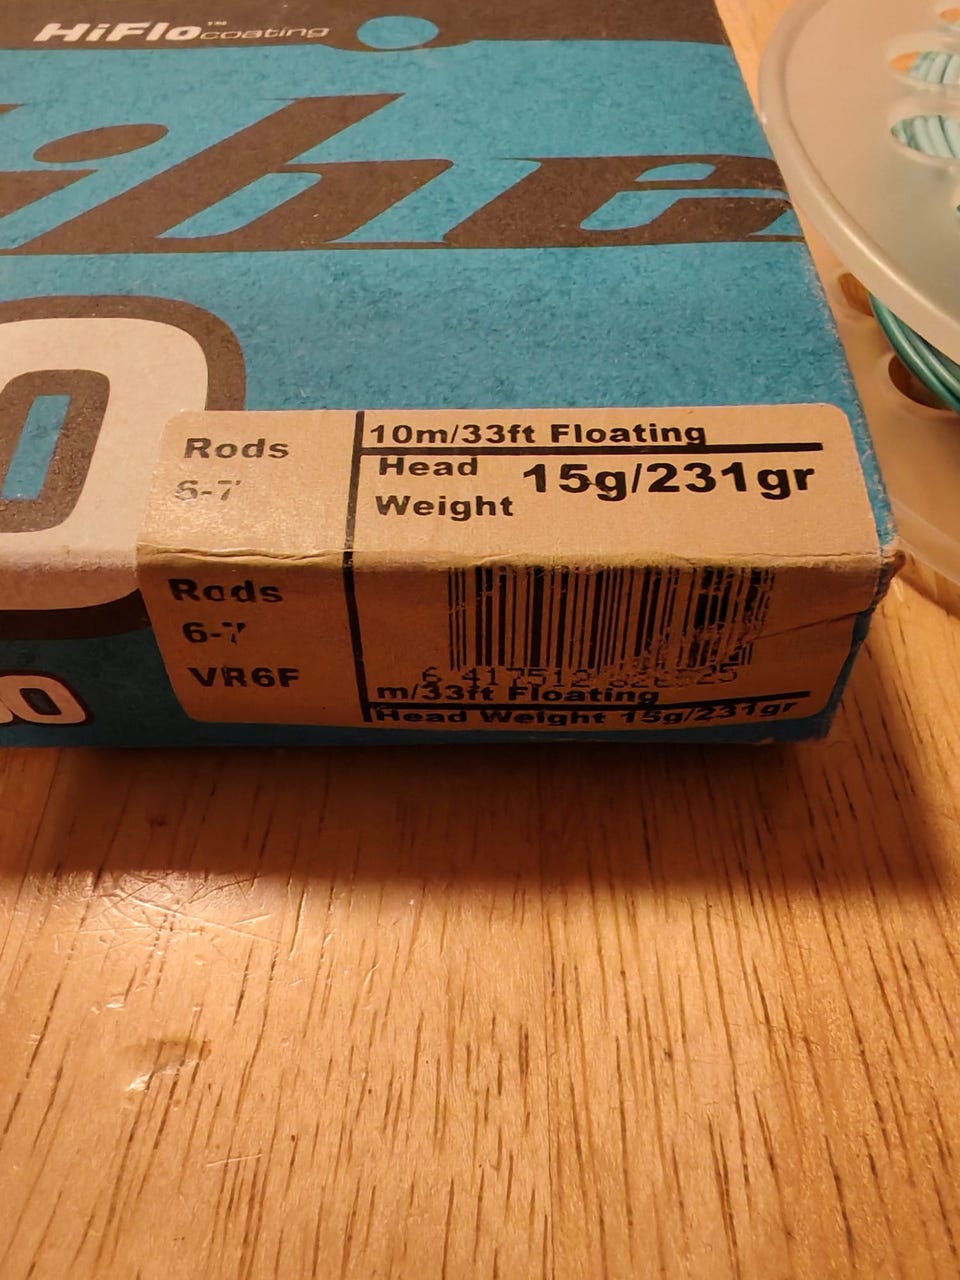 HiFlo™ coating
Rods
6-7
10m/33ft Floating
Head
Weight
15g/231gr
Rods
6-7
VR6F
m/33ft Floating
Head Weight 15g/231gr